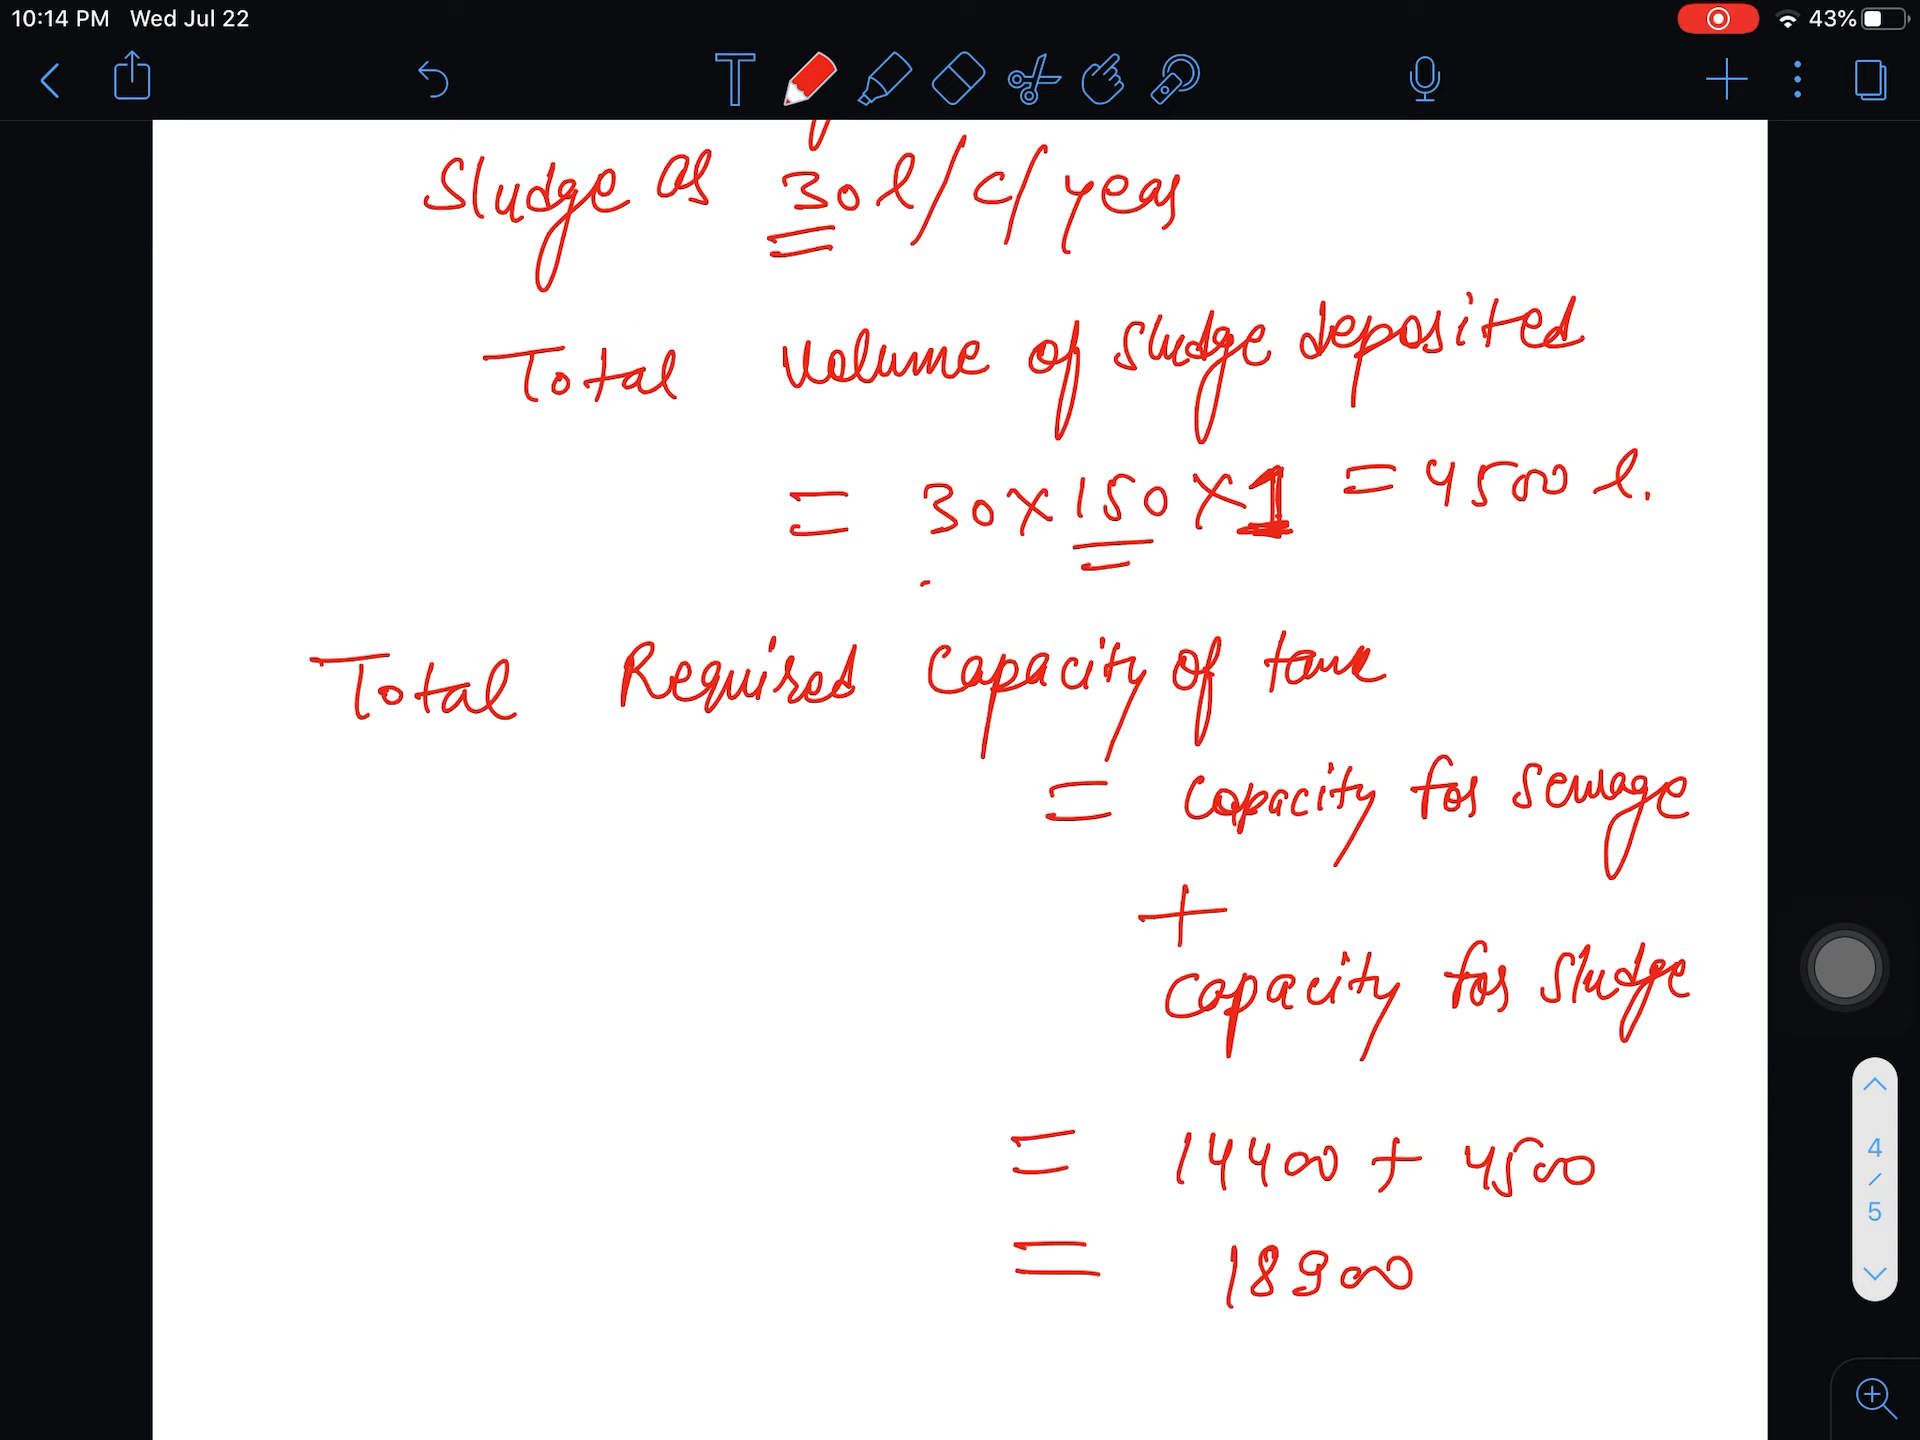 10:14 PM Wed Jul 22
43%
T
Sludge as 30 l/c/year
Total volume of sludge deposited
= 30 × 150 × 1 = 4500 l.
Total Required Capacity of tank
= capacity for sewage
+
capacity for sludge
= 14400 + 4500
= 18900
4
/
5